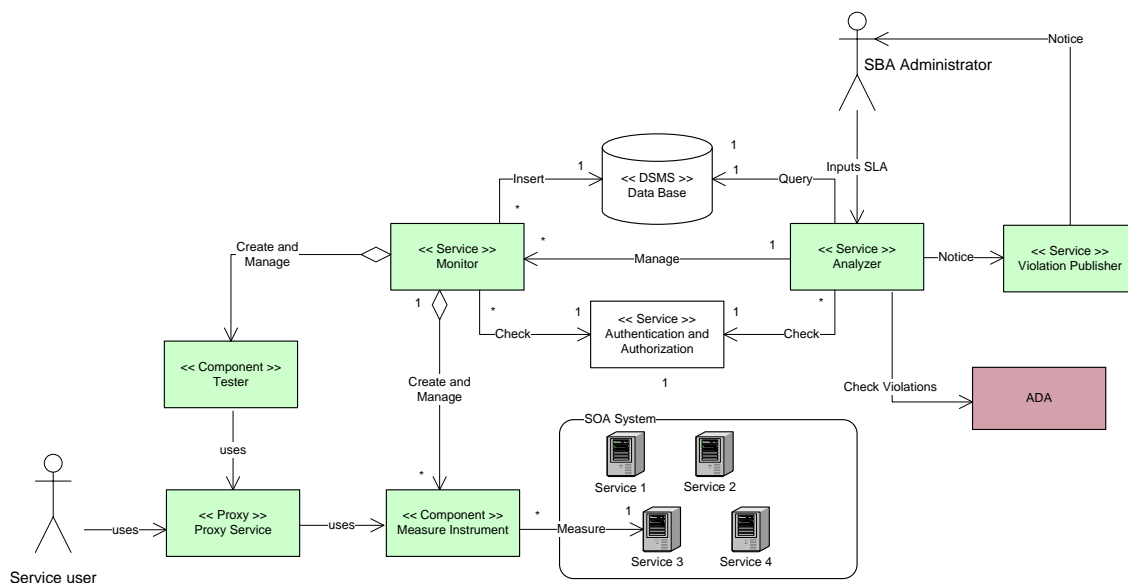 Notice
SBA Administrator
1
1
1
Insert
<< DSMS >>
Data Base
Query
Inputs SLA
*
Create and
Manage
<< Service >>
Monitor
*
Manage
1
<< Service >>
Analyzer
Notice
<< Service >>
Violation Publisher
1
*
1
1
*
Check
<< Service >>
Authentication and
Authorization
Check
<< Component >>
Tester
Create and
Manage
1
Check Violations
ADA
uses
SOA System
Service 1
Service 2
*
*
1
uses
<< Proxy >>
Proxy Service
uses
<< Component >>
Measure Instrument
Measure
Service 3
Service 4
Service user